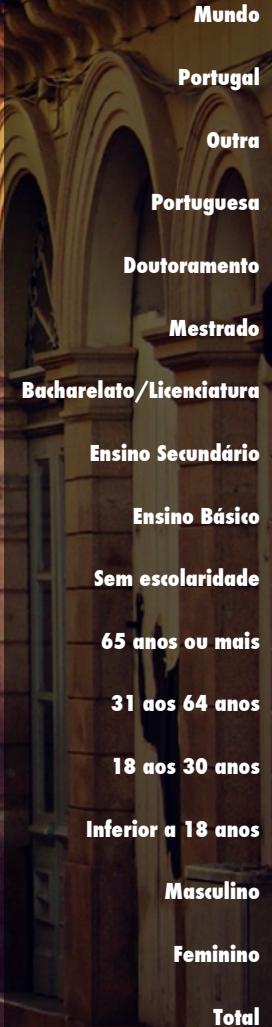 Mundo
Portugal
Outra
Portuguesa
Doutoramento
Mestrado
Bacharelato/Licenciatura
Ensino Secundário
Ensino Básico
Sem escolaridade
65 anos ou mais
31 aos 64 anos
18 aos 30 anos
Inferior a 18 anos
Masculino
Feminino
Total